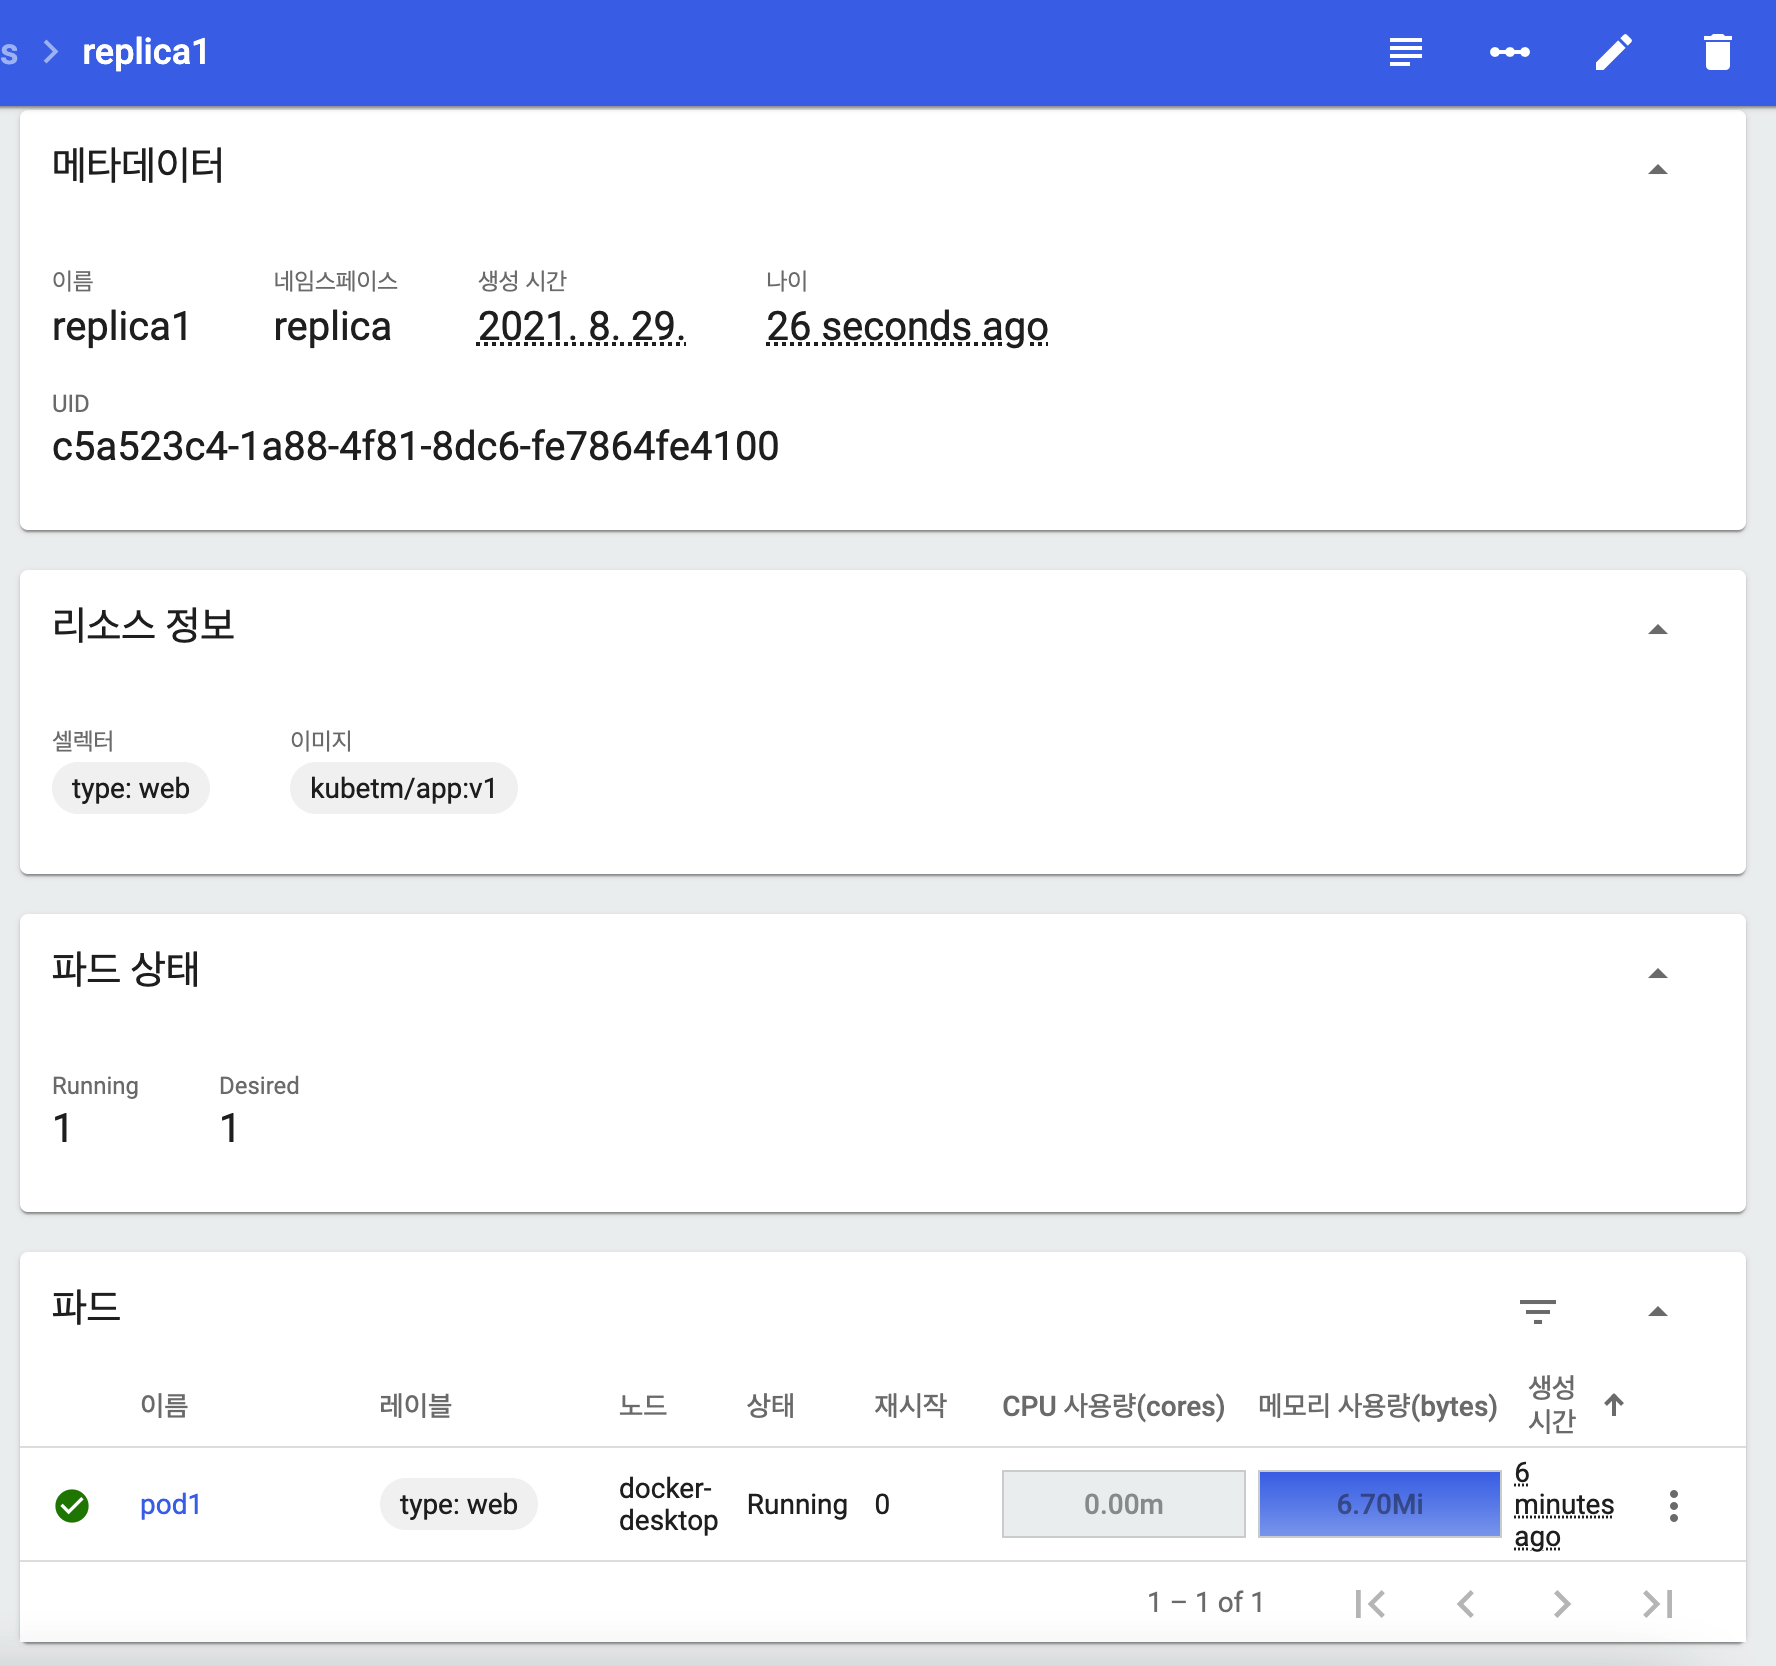 s > replica1
메타데이터
이름 네임스페이스 생성 시간 나이
replica1 replica 2021. 8. 29. 26 seconds ago
UID
c5a523c4-1a88-4f81-8dc6-fe7864fe4100
리소스 정보
셀렉터 이미지
type: web kubetm/app:v1
파드 상태
Running Desired
1 1
파드
이름 레이블 노드 상태 재시작 CPU 사용량(cores) 메모리 사용량(bytes) 생성 시간
pod1 type: web docker-desktop Running 0 0.00m 6.70Mi 6 minutes ago
1 – 1 of 1